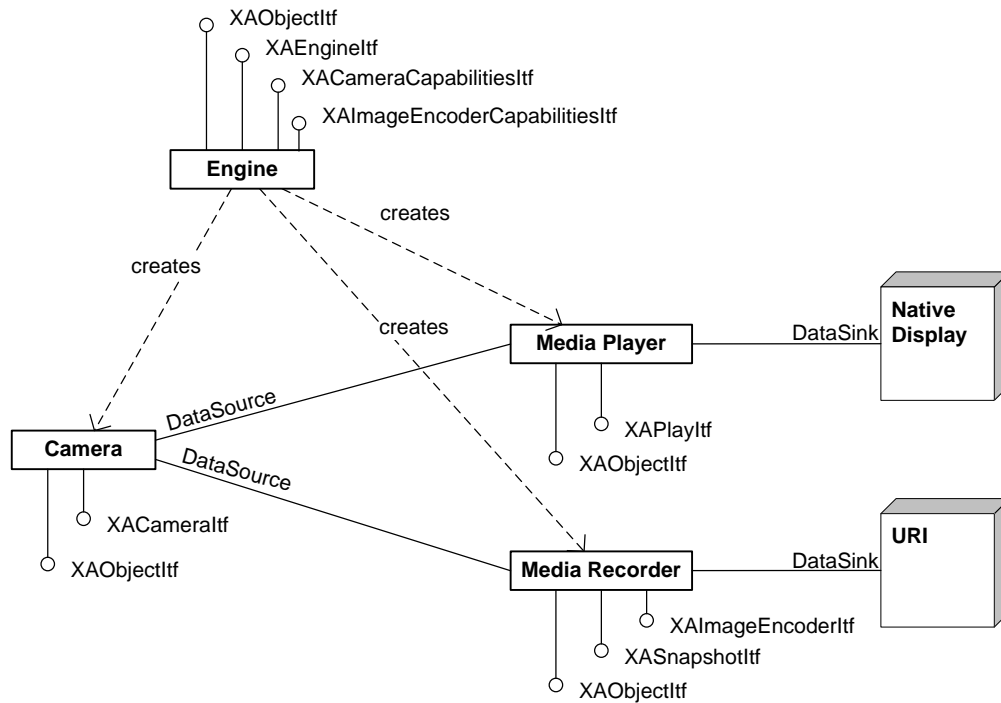 XAObjectItf
XAEngineItf
XACameraCapabilitiesItf
XAImageEncoderCapabilitiesItf
Engine
creates
creates
creates
Native
Display
Media Player
DataSink
DataSource
XAPlayItf
XAObjectItf
Camera
DataSource
XACameraItf
XAObjectItf
URI
Media Recorder
DataSink
XAImageEncoderItf
XASnapshotItf
XAObjectItf